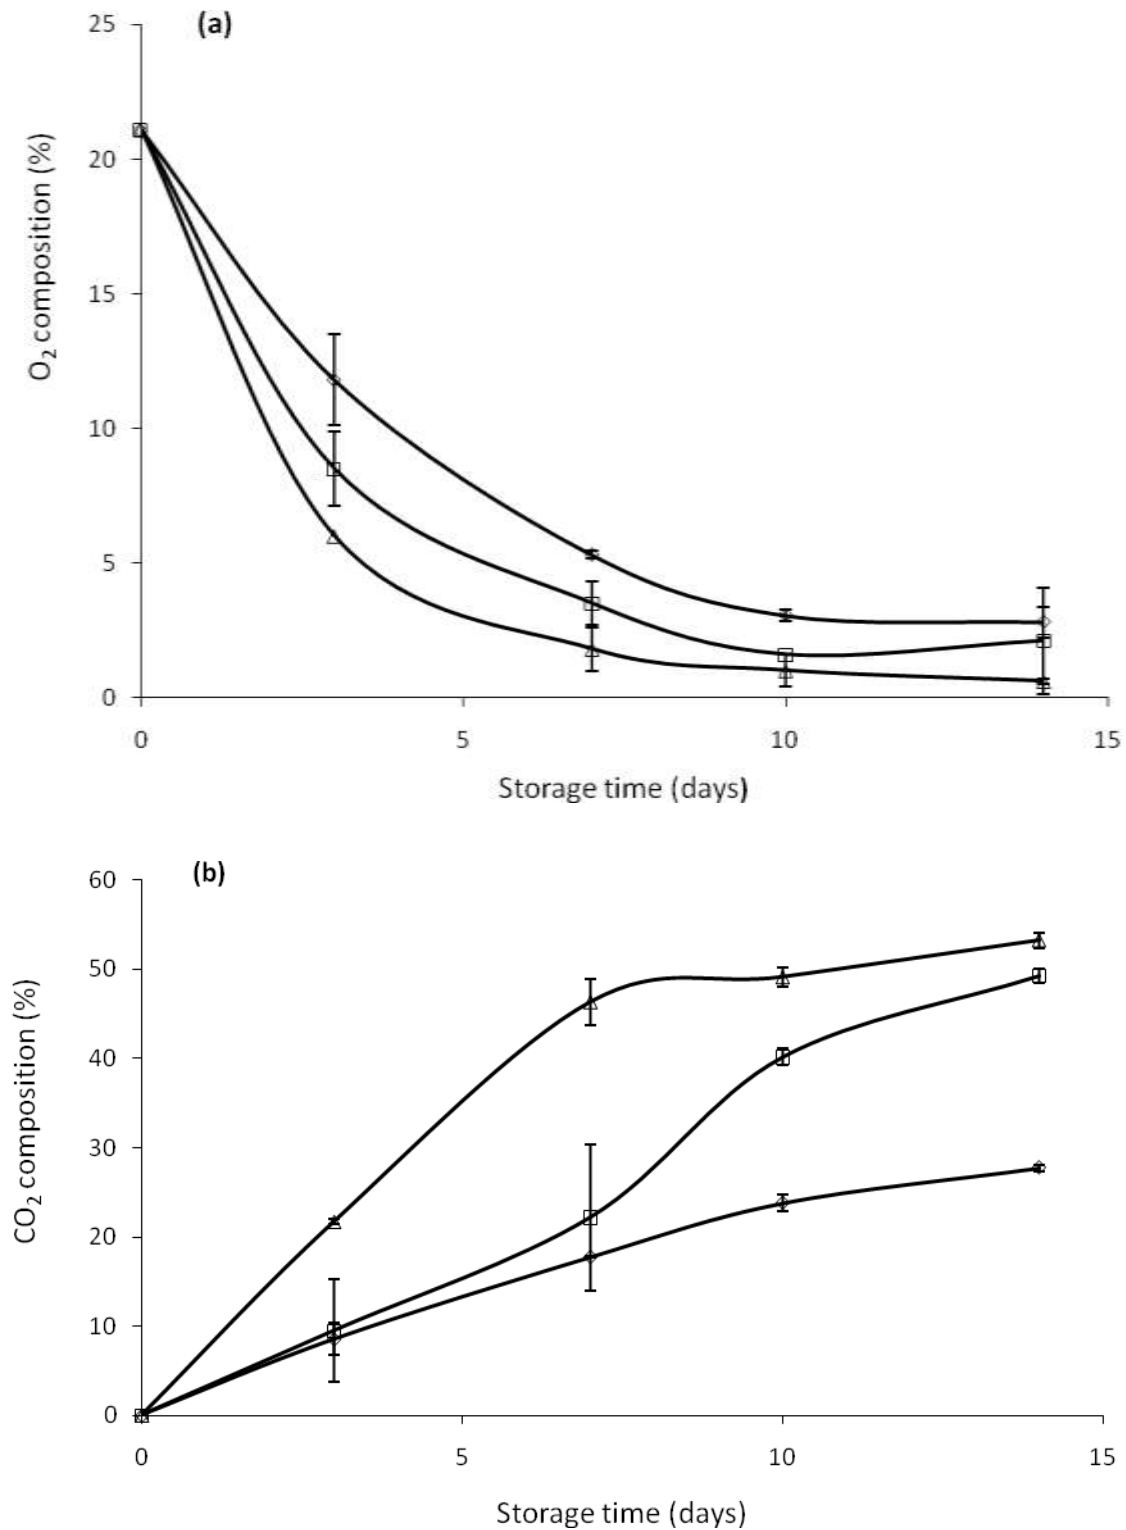 (a)
25
20
15
10
5
0
O₂ composition (%)
0 5 10 15
Storage time (days)
(b)
60
50
40
30
20
10
0
CO₂ composition (%)
0 5 10 15
Storage time (days)